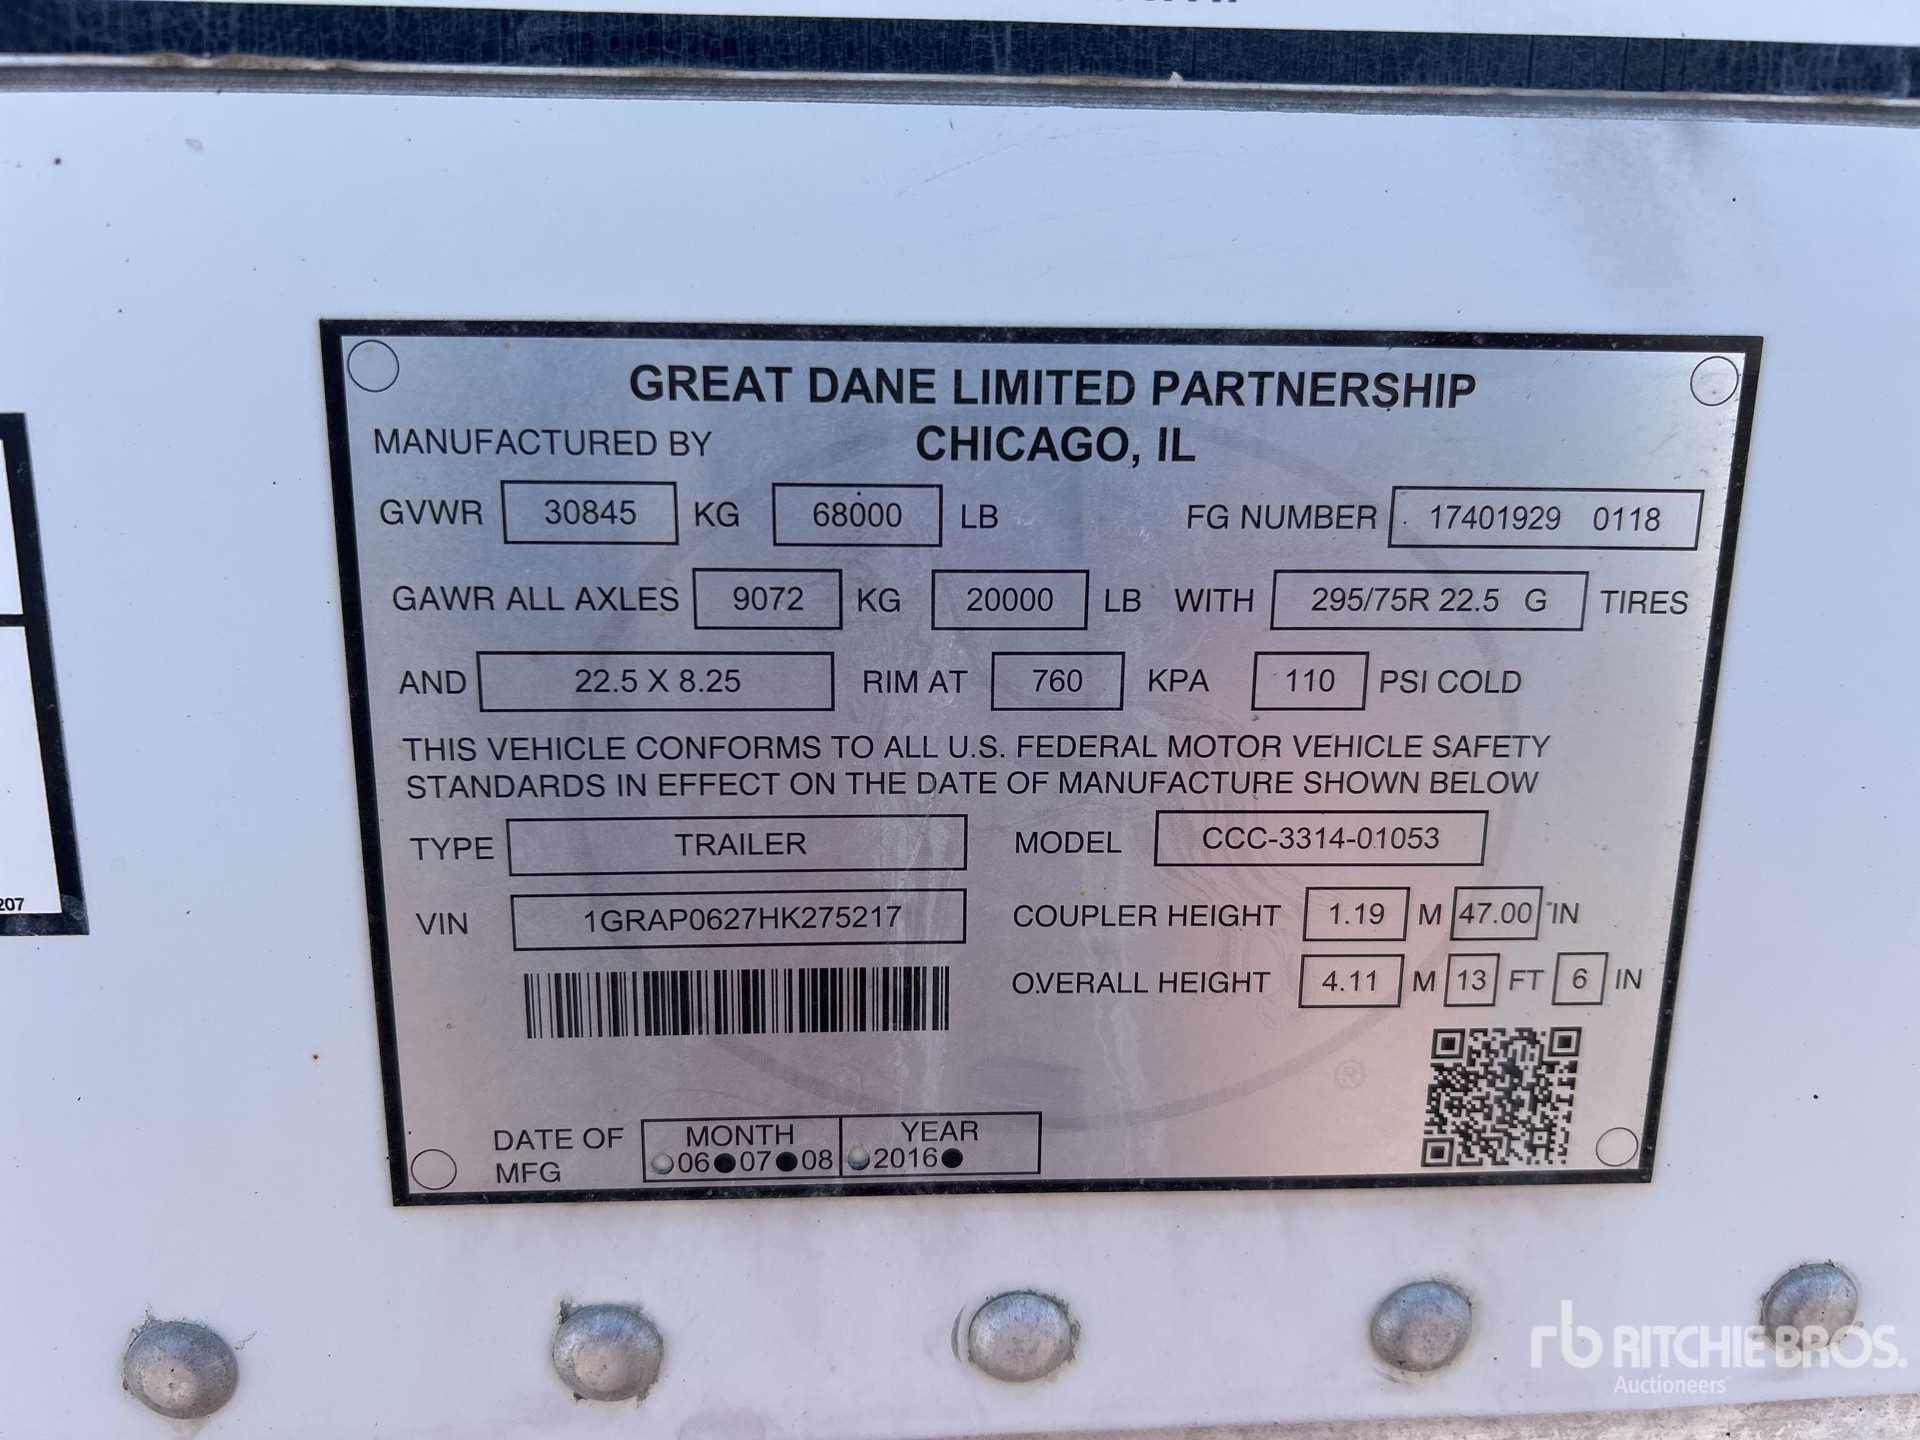 GREAT DANE LIMITED PARTNERSHIP
MANUFACTURED BY CHICAGO, IL
GVWR 30845 KG 68000 LB FG NUMBER 17401929 0118
GAWR ALL AXLES 9072 KG 20000 LB WITH 295/75R 22.5 G TIRES
AND 22.5 X 8.25 RIM AT 760 KPA 110 PSI COLD
THIS VEHICLE CONFORMS TO ALL U.S. FEDERAL MOTOR VEHICLE SAFETY
STANDARDS IN EFFECT ON THE DATE OF MANUFACTURE SHOWN BELOW
TYPE TRAILER MODEL CCC-3314-01053
VIN 1GRAP0627HK275217 COUPLER HEIGHT 1.19 M 47.00 IN
OVERALL HEIGHT 4.11 M 13 FT 6 IN
®
DATE OF MFG MONTH YEAR
06 07 08 2016
207
rb RITCHIE BROS.
Auctioneers